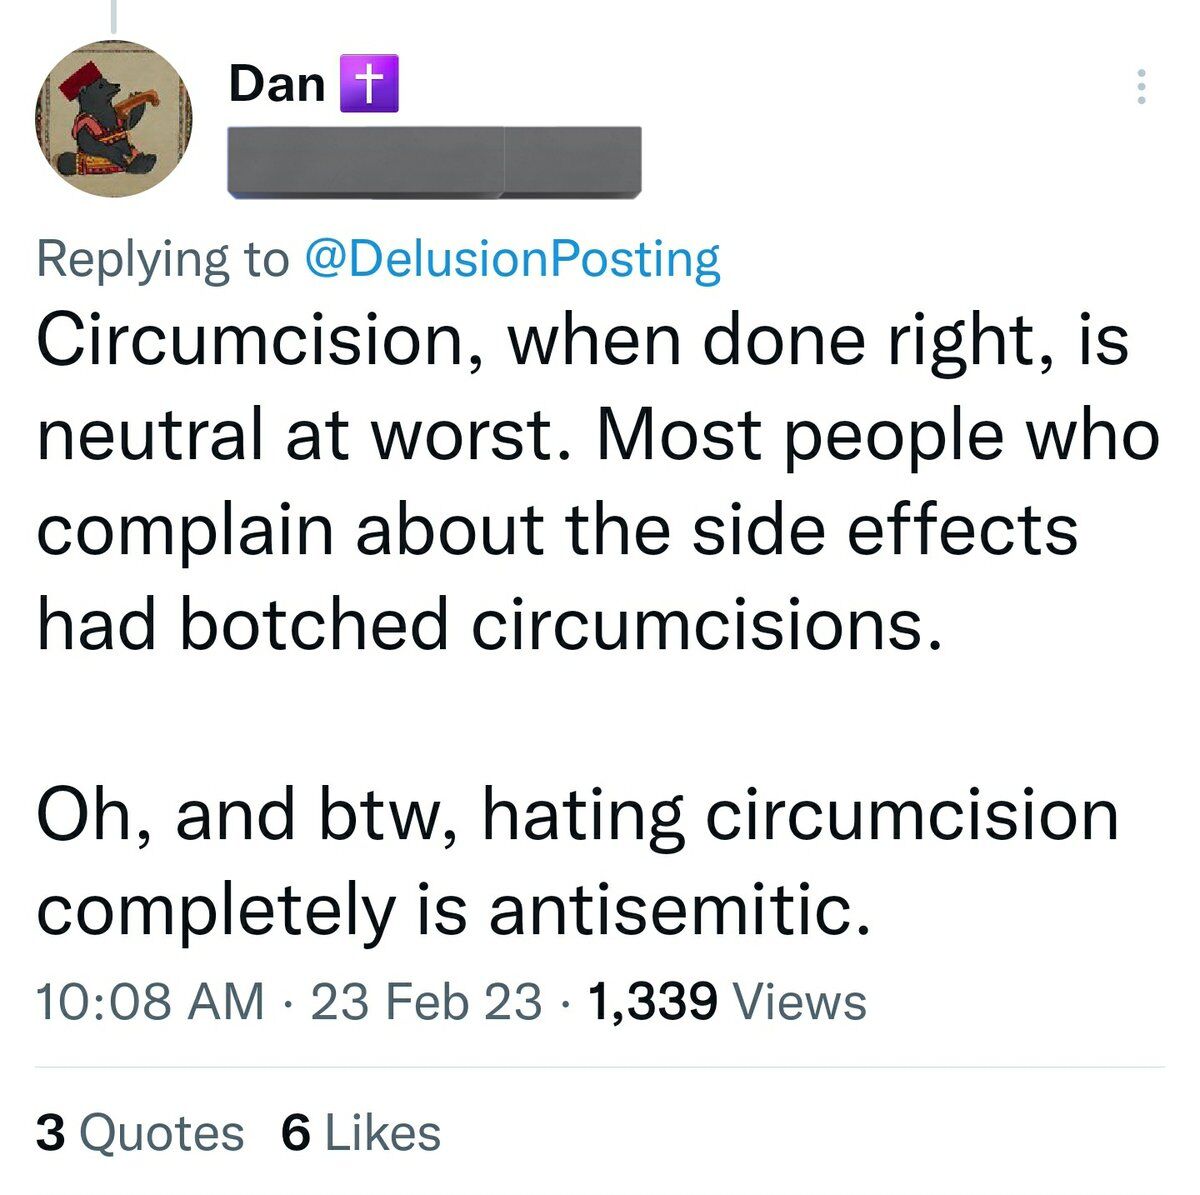 Dan ✝️
Replying to @DelusionPosting
Circumcision, when done right, is
neutral at worst. Most people who
complain about the side effects
had botched circumcisions.
Oh, and btw, hating circumcision
completely is antisemitic.
10:08 AM · 23 Feb 23 · 1,339 Views
3 Quotes 6 Likes